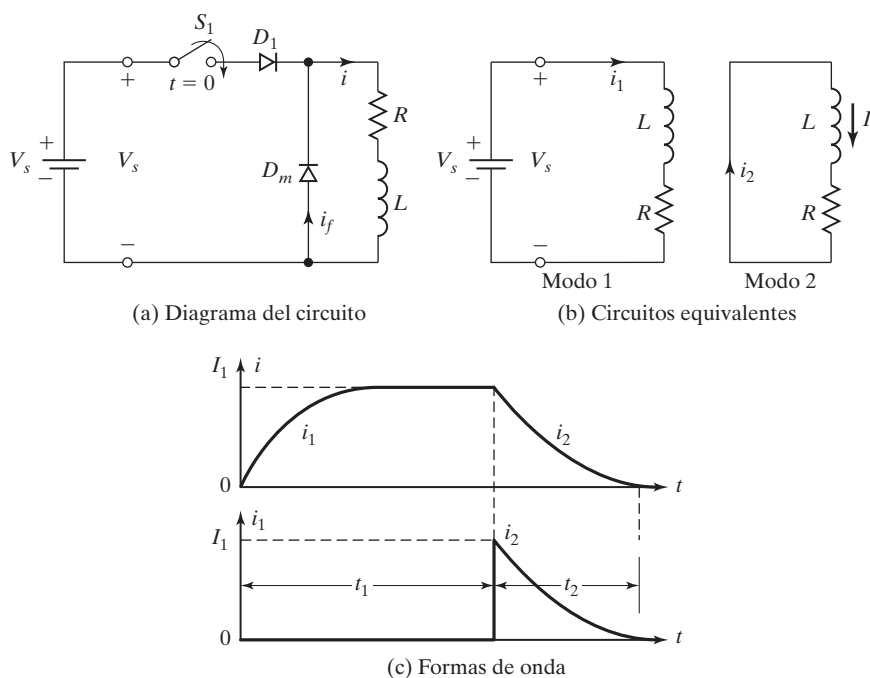 S1
D1
t = 0
+
+
i
R
Vs
Vs
−
Dm
L
if
−
(a) Diagrama del circuito
+
i1
+
L
Vs
Vs
−
R
−
Modo 1
L
I
i2
R
Modo 2
(b) Circuitos equivalentes
I1
i
i1
i2
0
t
i1
I1
i2
t1
t2
0
t
(c) Formas de onda